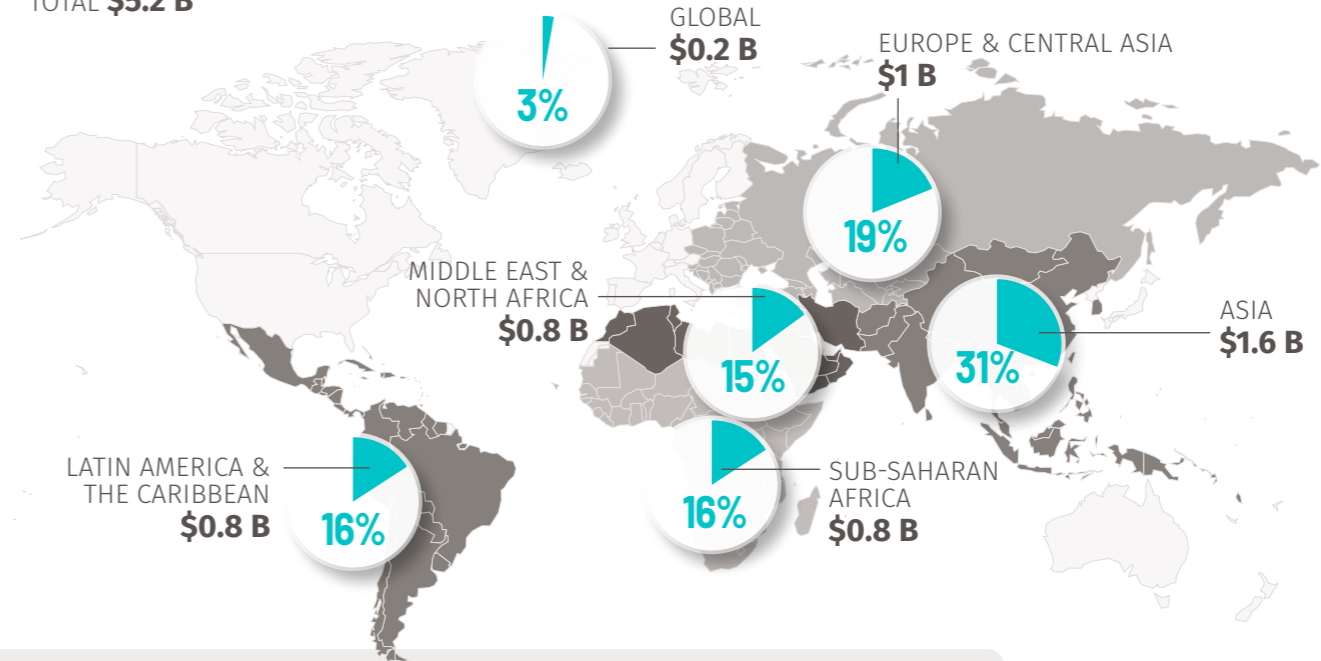 TOTAL $5.2 B
GLOBAL
$0.2 B
3%
EUROPE & CENTRAL ASIA
$1 B
19%
MIDDLE EAST &
NORTH AFRICA
$0.8 B
15%
ASIA
$1.6 B
31%
LATIN AMERICA &
THE CARIBBEAN
$0.8 B
16%
SUB-SAHARAN
AFRICA
$0.8 B
16%